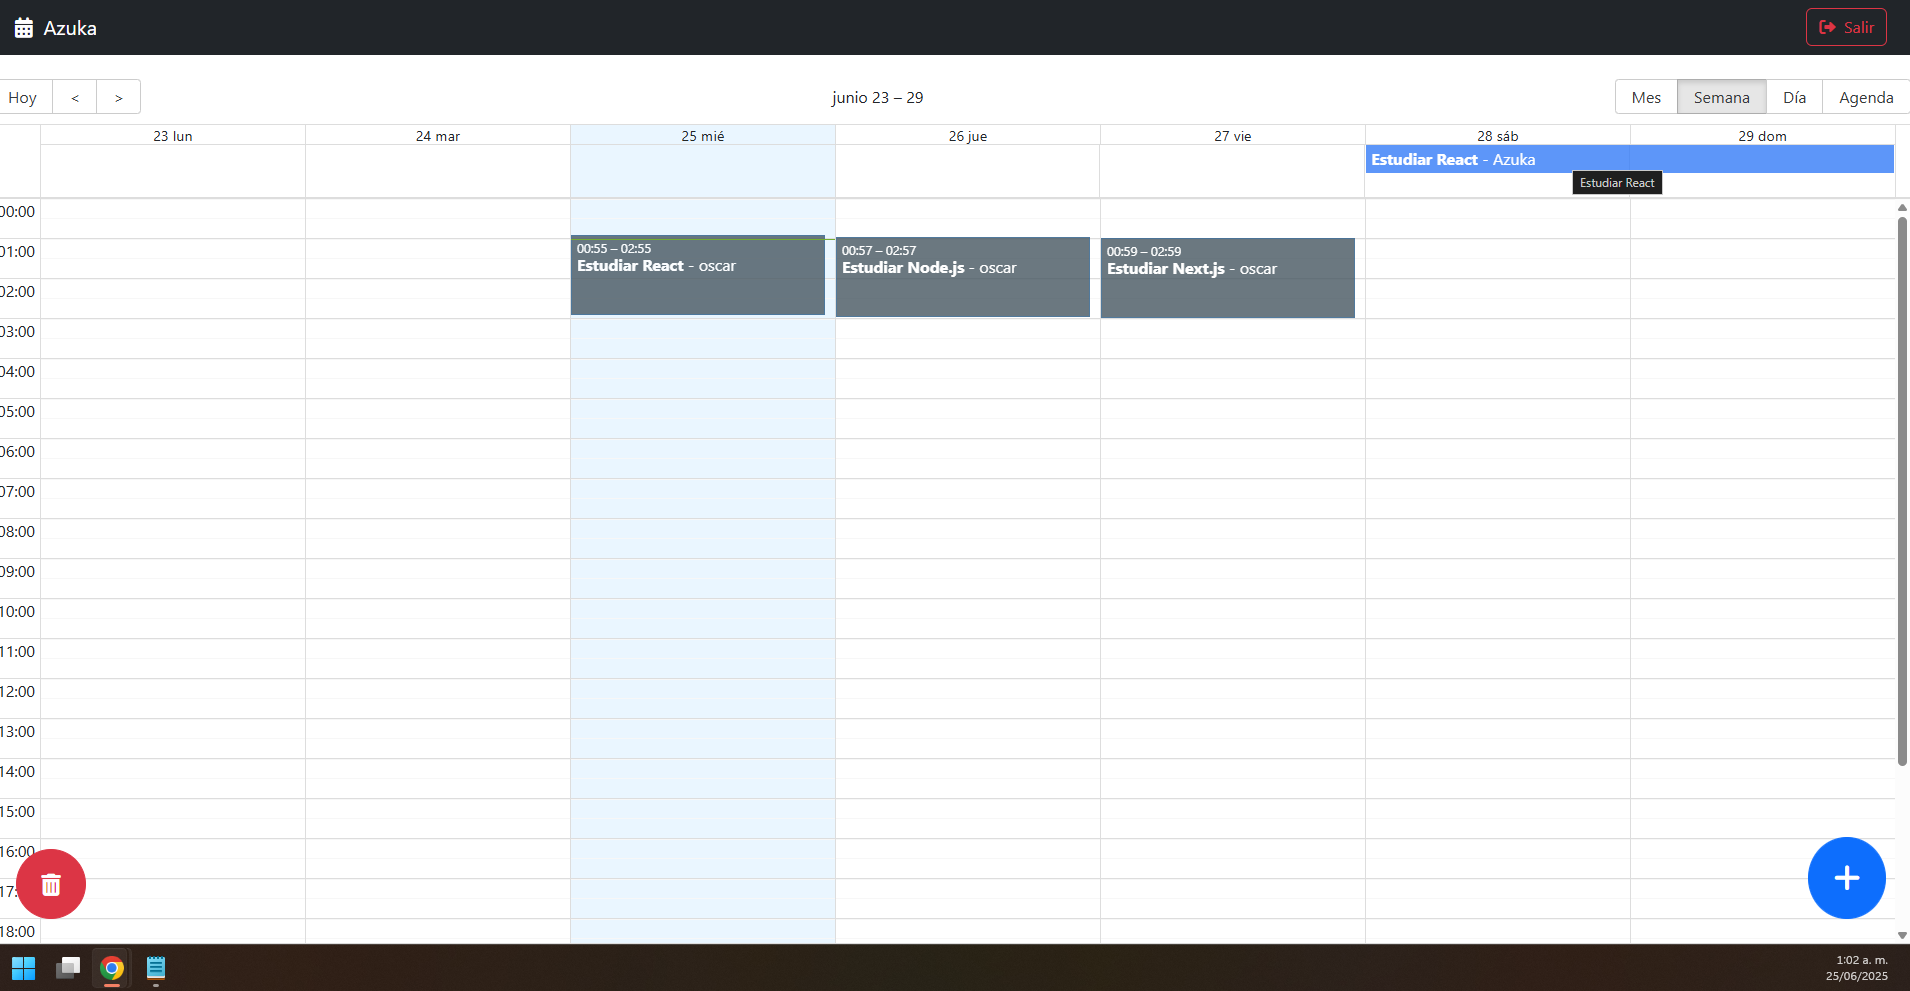 Azuka
Salir
Hoy < >
junio 23 – 29
Mes Semana Día Agenda
23 lun 24 mar 25 mié 26 jue 27 vie 28 sáb 29 dom
Estudiar React - Azuka
Estudiar React
00:00
01:00
02:00
03:00
04:00
05:00
06:00
07:00
08:00
09:00
10:00
11:00
12:00
13:00
14:00
15:00
16:00
17:
18:00
00:55 – 02:55
Estudiar React - oscar
00:57 – 02:57
Estudiar Node.js - oscar
00:59 – 02:59
Estudiar Next.js - oscar
1:02 a. m.
25/06/2025